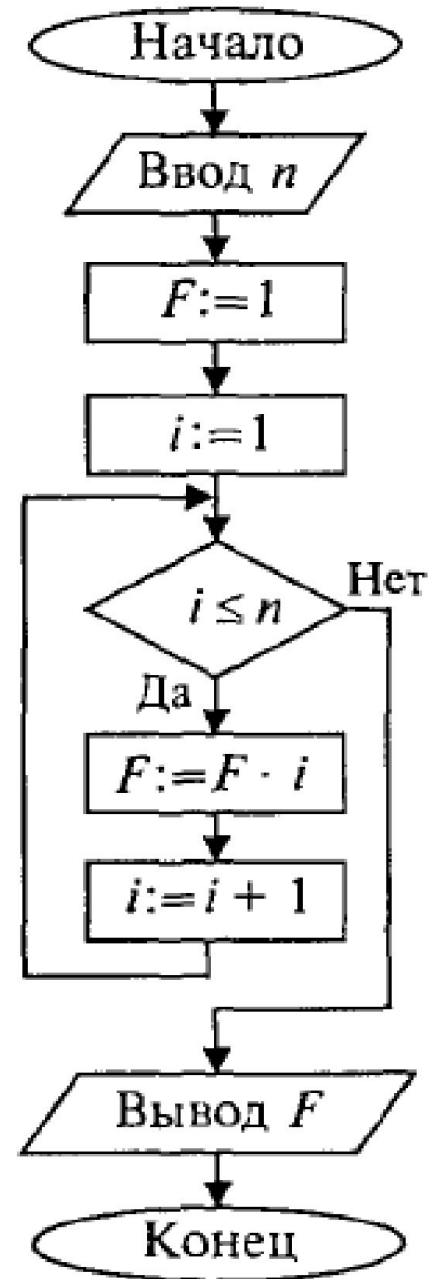 Начало
Ввод n
F:=1
i:=1
i ≤ n
Нет
Да
F:=F · i
i:=i + 1
Вывод F
Конец